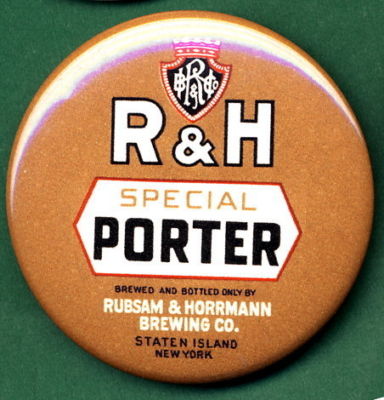 R & H
SPECIAL
PORTER
BREWED AND BOTTLED ONLY BY
RUBSAM & HORRMANN
BREWING CO.
STATEN ISLAND
NEW YORK